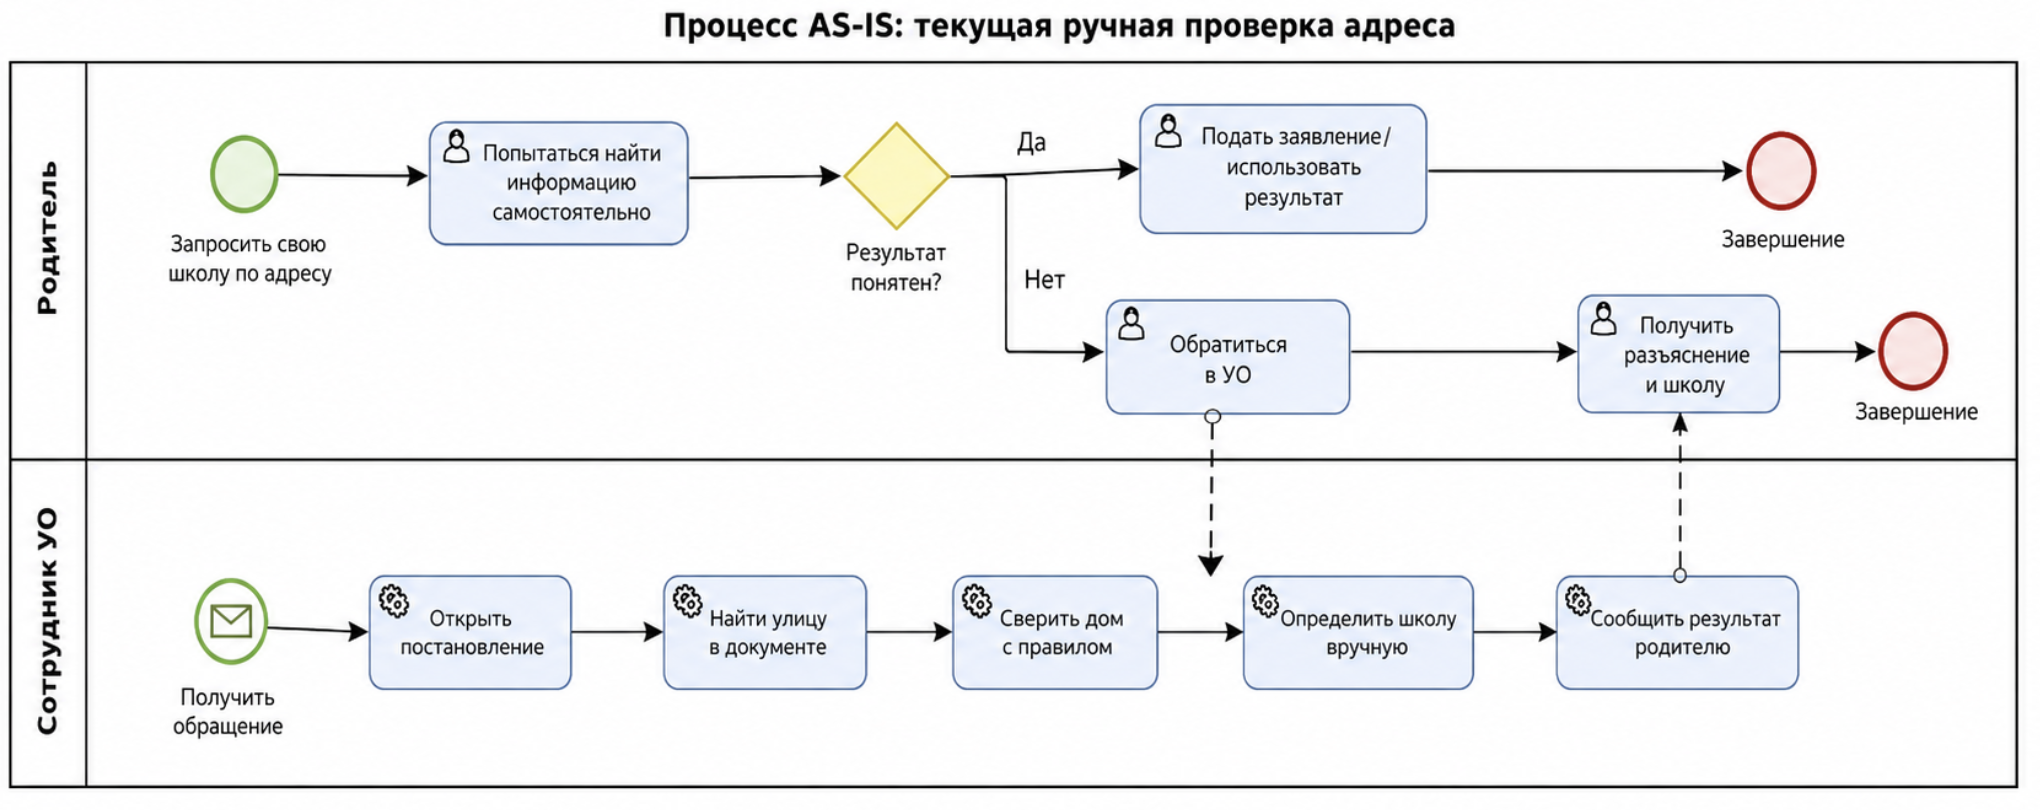 Процесс AS-IS: текущая ручная проверка адреса
Родитель
Запросить свою
школу по адресу
Попытаться найти
информацию
самостоятельно
Результат
понятен?
Да
Нет
Подать заявление/
использовать
результат
Завершение
Обратиться
в УО
Получить
разъяснение
и школу
Завершение
Сотрудник УО
Получить
обращение
Открыть
постановление
Найти улицу
в документе
Сверить дом
с правилом
Определить школу
вручную
Сообщить результат
родителю